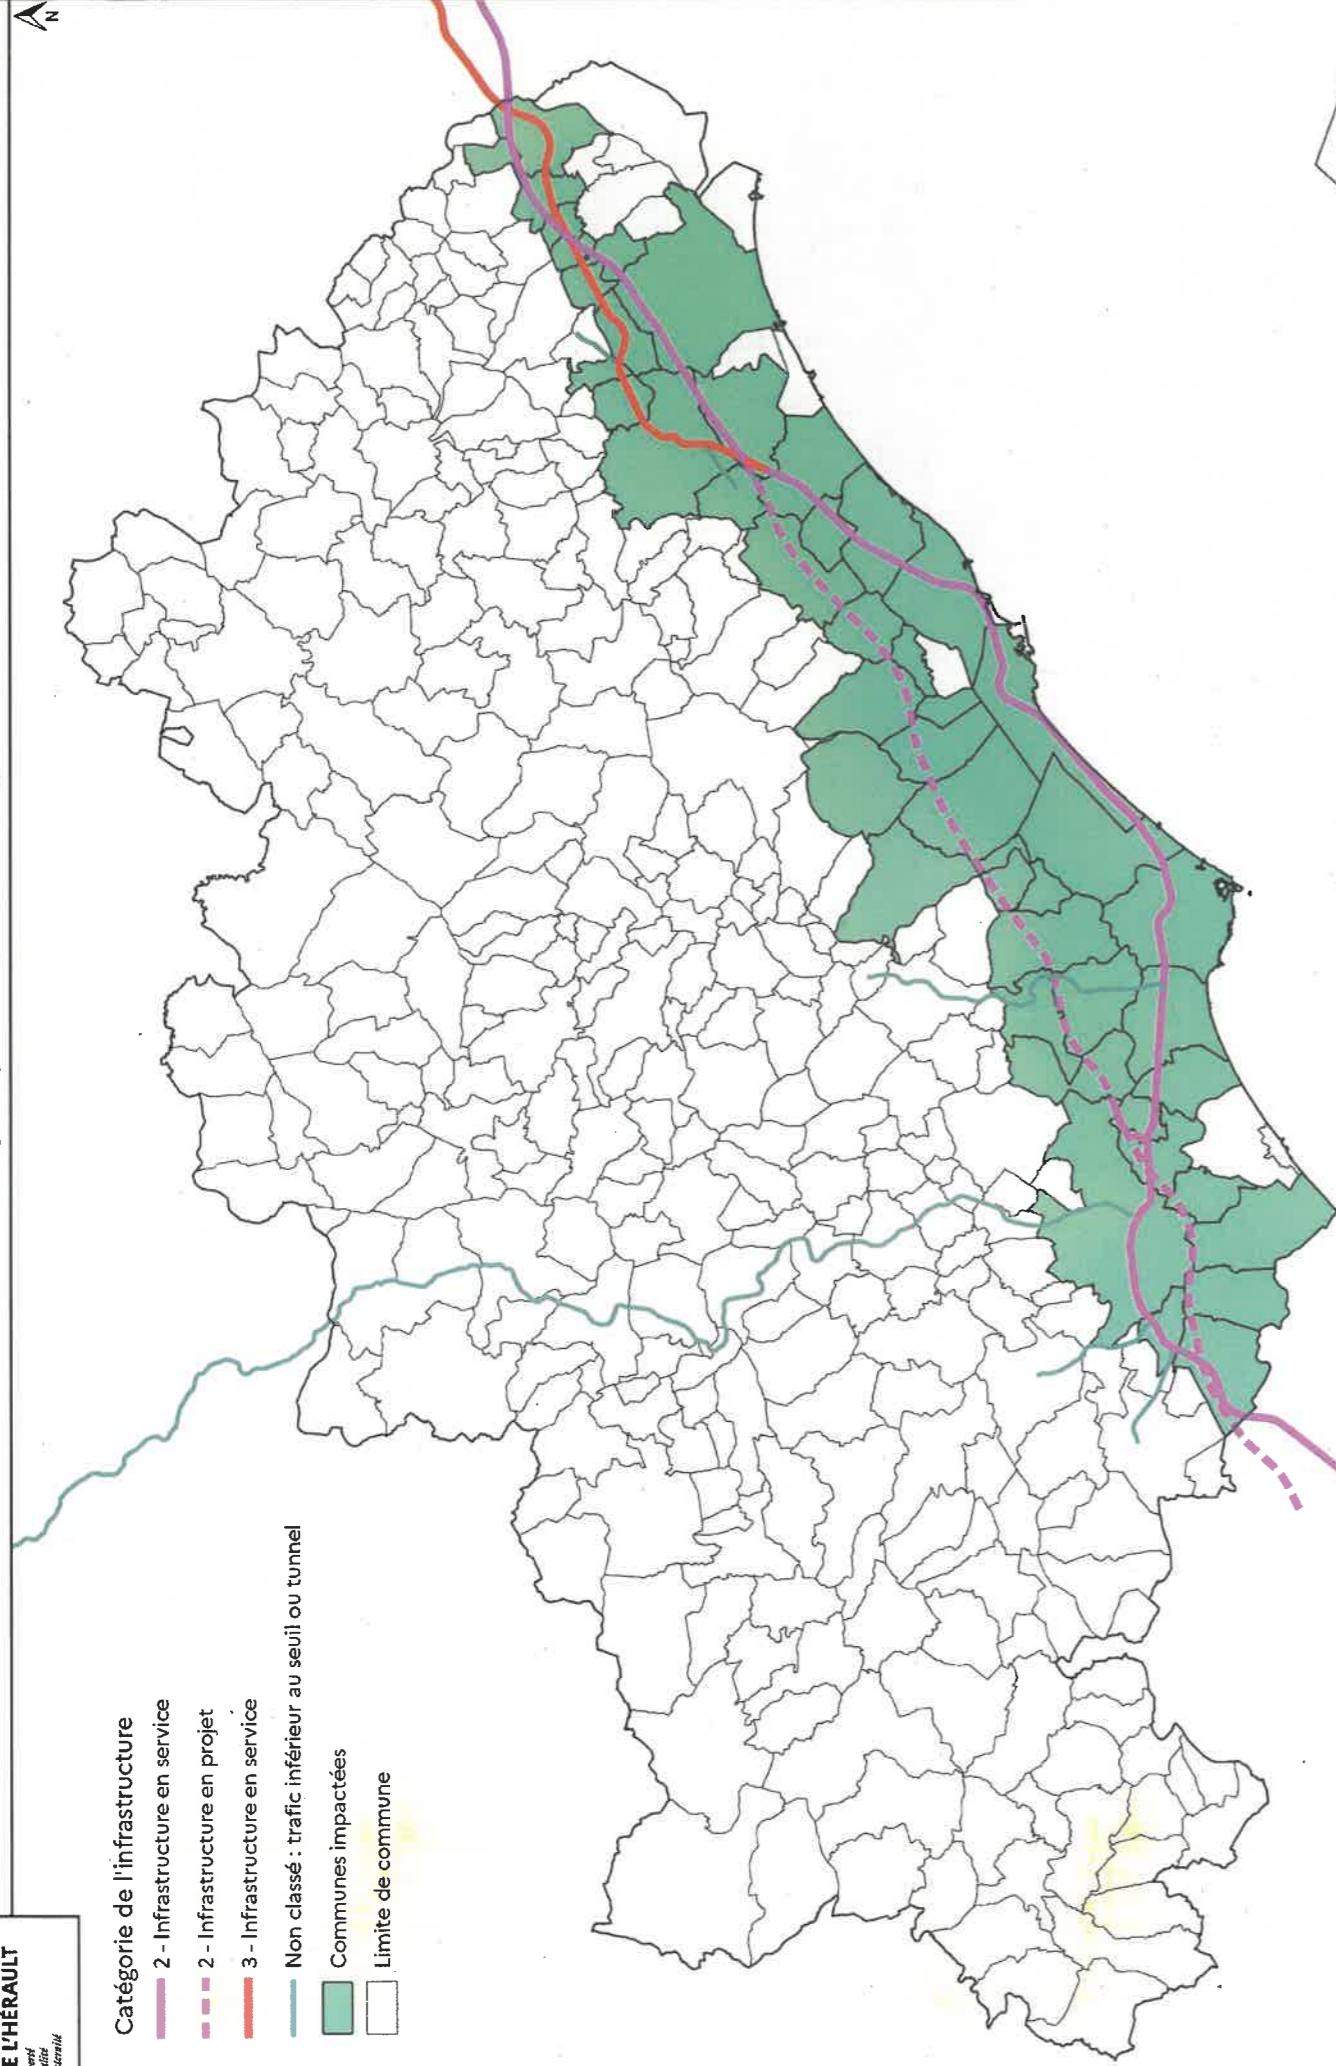 E L'HÉRAULT
N
Catégorie de l'infrastructure
2 - Infrastructure en service
2 - Infrastructure en projet
3 - Infrastructure en service
Non classé : trafic inférieur au seuil ou tunnel
Communes impactées
Limite de commune